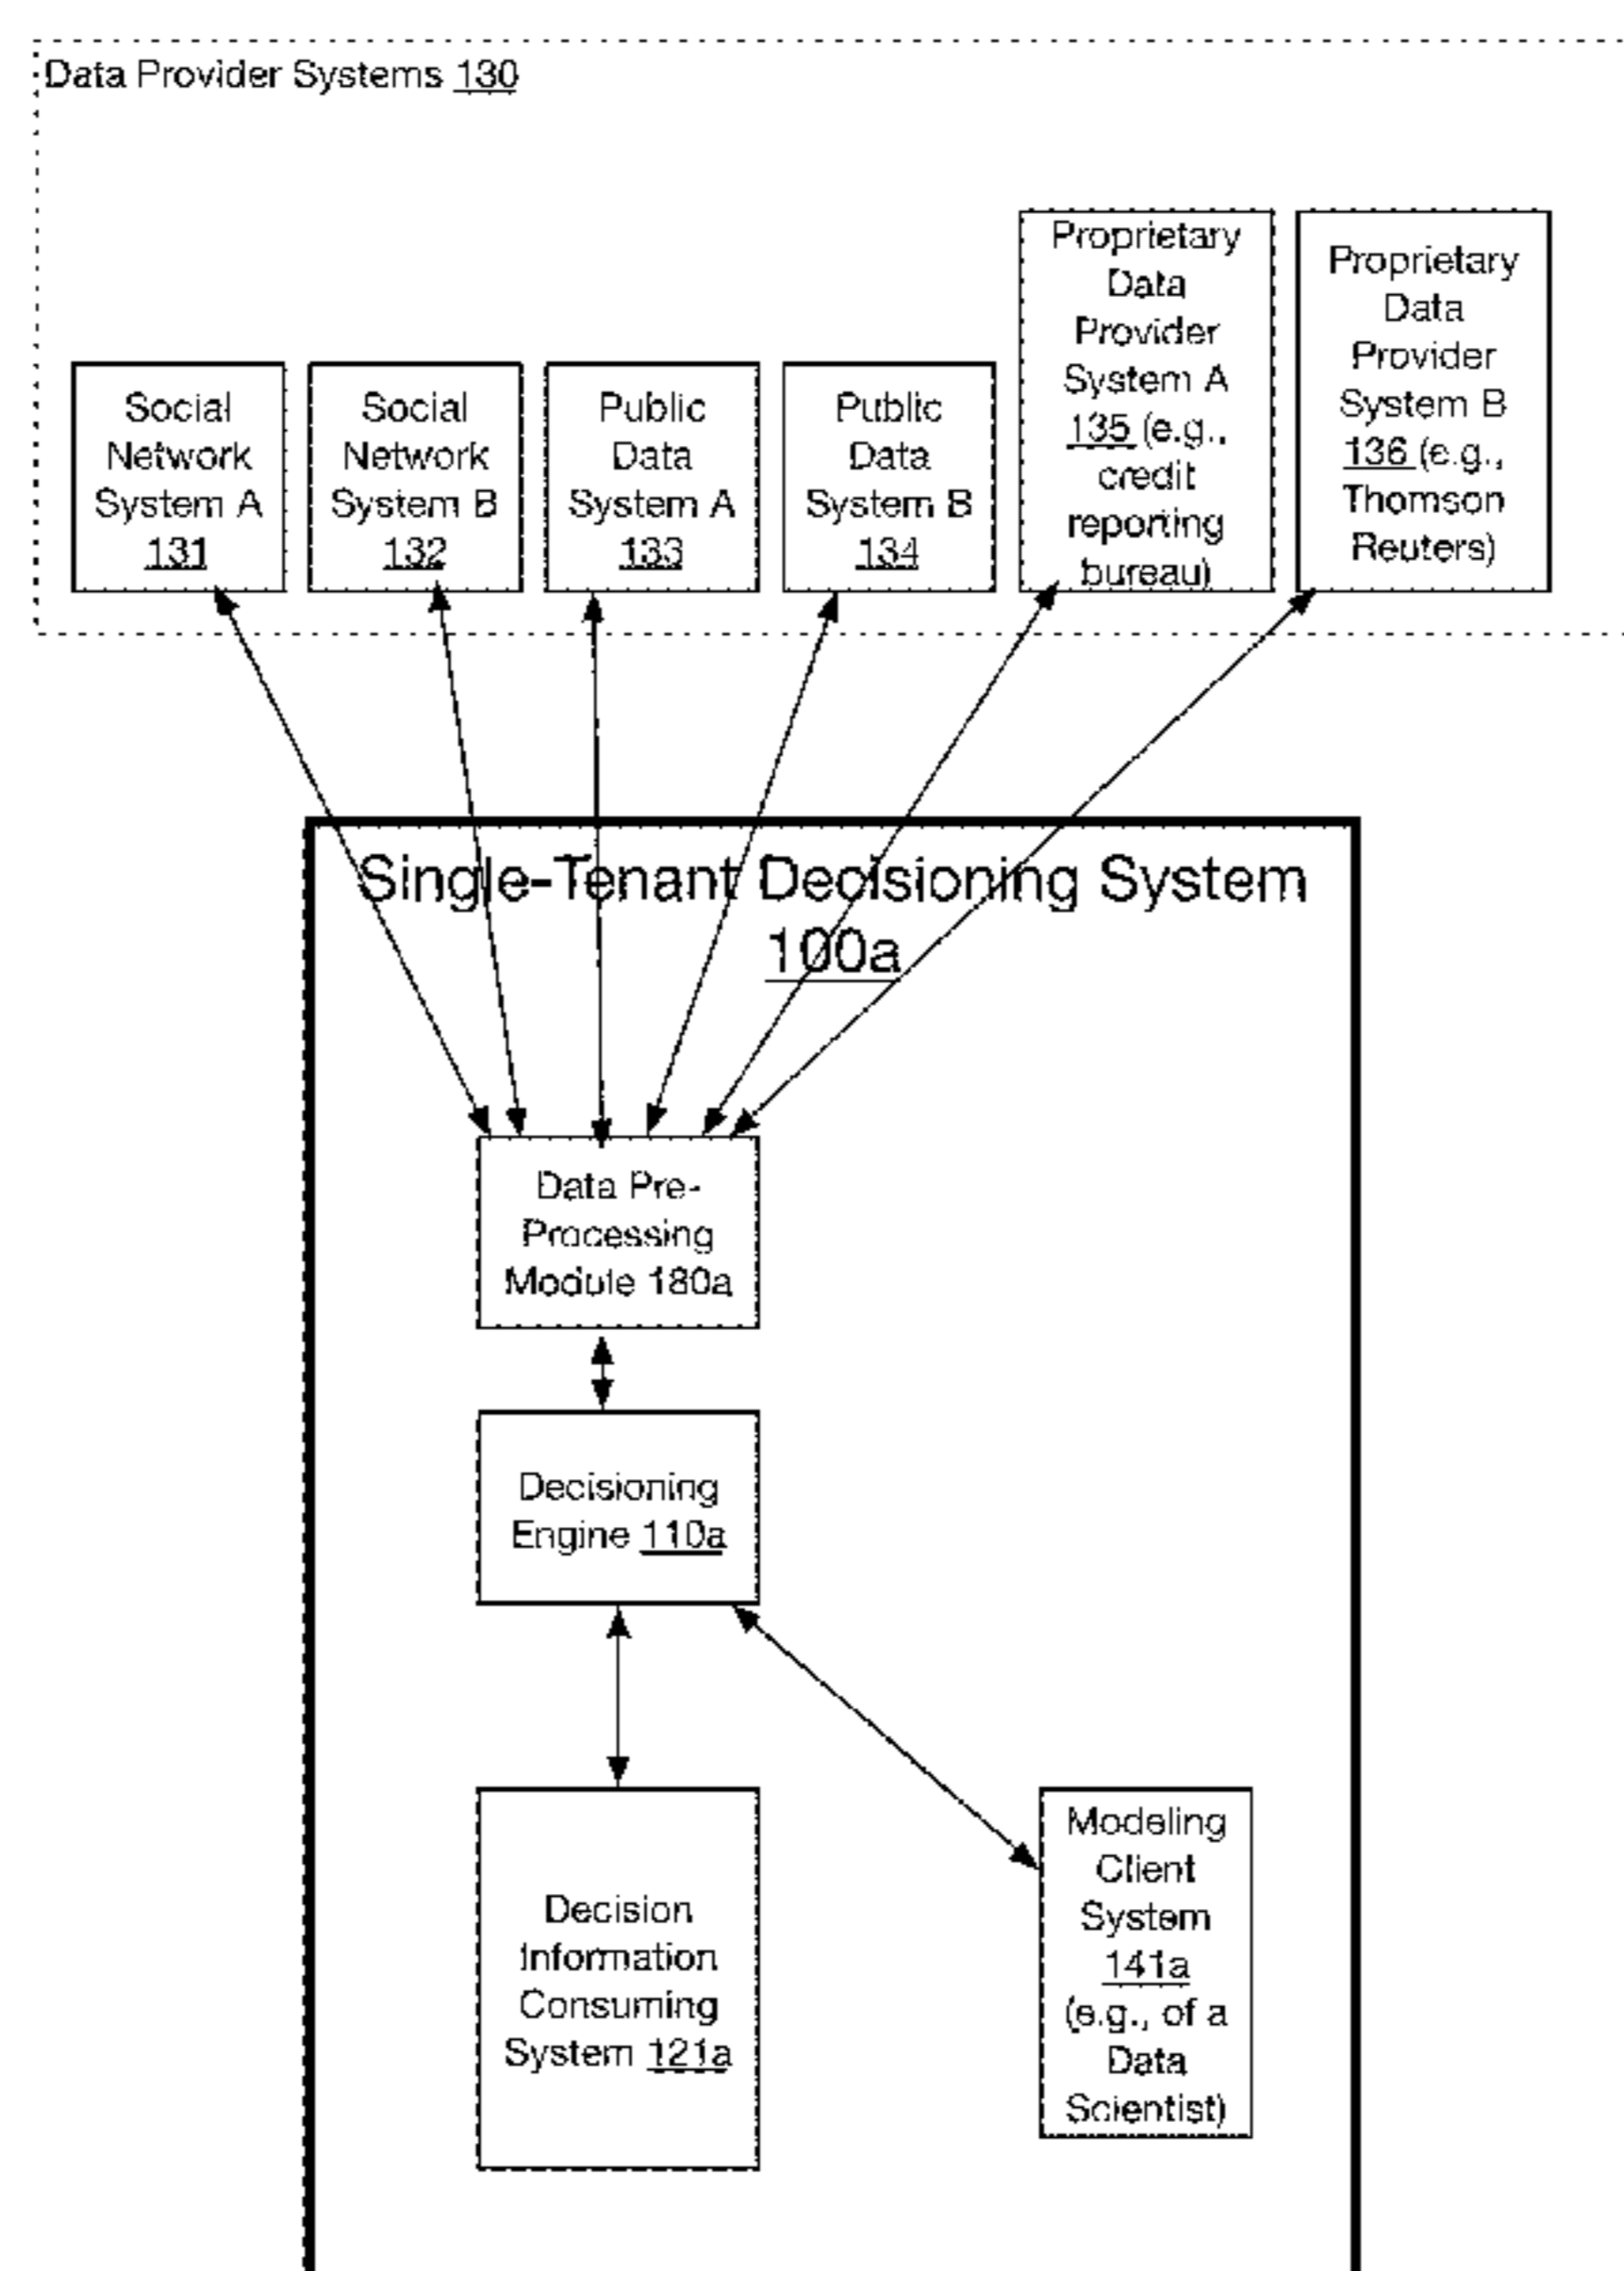 Data Provider Systems 130
Social
Network
System A
131
Social
Network
System B
132
Public
Data
System A
133
Public
Data
System B
134
Proprietary
Data
Provider
System A
135 (e.g.,
credit
reporting
bureau)
Proprietary
Data
Provider
System B
136 (e.g.,
Thomson
Reuters)
Single-Tenant Decisioning System
100a
Data Pre-
Processing
Module 180a
Decisioning
Engine 110a
Decision
Information
Consuming
System 121a
Modeling
Client
System
141a
(e.g., of a
Data
Scientist)